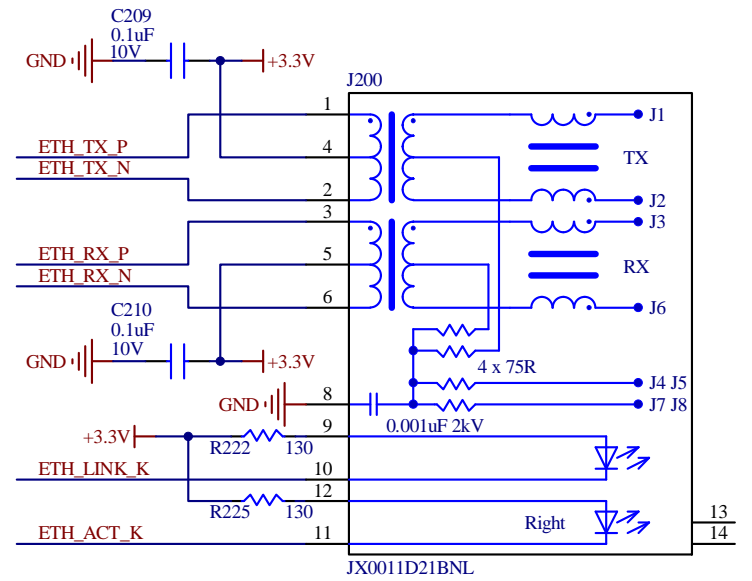 C209
0.1uF
10V
GND
+3.3V
J200
1
ETH_TX_P
4
ETH_TX_N
2
J1
TX
J2
3
J3
ETH_RX_P
5
ETH_RX_N
6
RX
J6
C210
0.1uF
10V
GND
+3.3V
4 x 75R
J4 J5
GND
8
J7 J8
0.001uF 2kV
+3.3V
9
R222
130
ETH_LINK_K
10
12
R225
130
Right
13
ETH_ACT_K
11
14
JX0011D21BNL